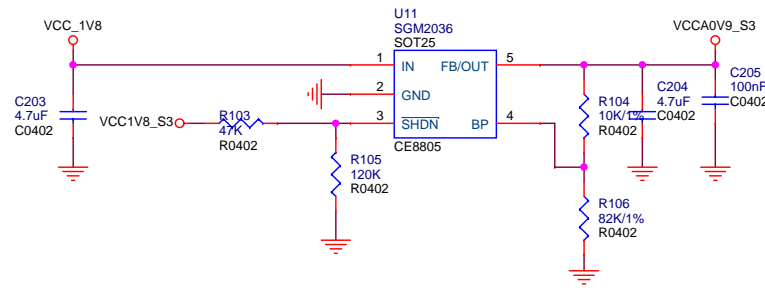 U11
SGM2036
SOT25
VCC_1V8
VCCA0V9_S3
1
IN
FB/OUT
5
2
GND
C203
4.7uF
C0402
C204
4.7uF
C0402
C205
100nF
C0402
R104
10K/1%
R0402
VCC1V8_S3
R103
47K
R0402
3
SHDN
BP
4
CE8805
R105
120K
R0402
R106
82K/1%
R0402